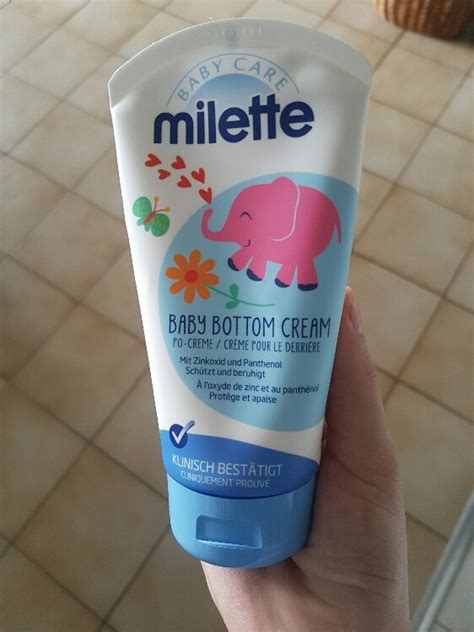 BABY CARE
milette
BABY BOTTOM CREAM
PO-CREME / CRÈME POUR LE DERRIÈRE
Mit Zinkoxid und Panthenol
Schützt und beruhigt
À l'oxyde de zinc et au panthénol
Protège et apaise
KLINISCH BESTÄTIGT
CLINIQUEMENT PROUVÉ